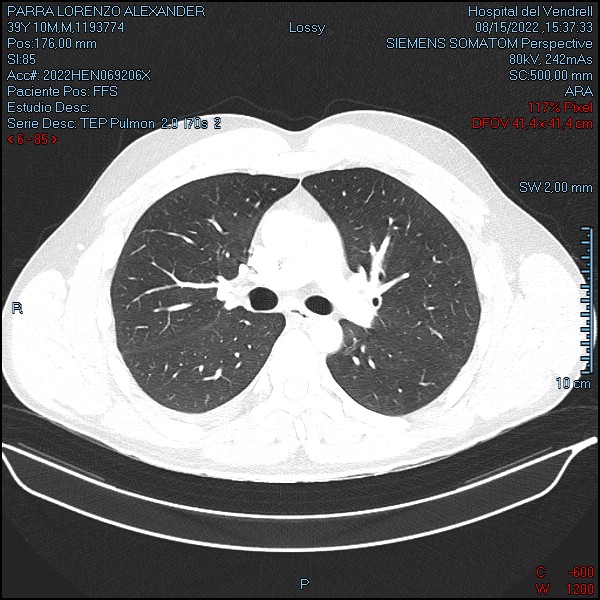 PARRA LORENZO ALEXANDER
39Y 10M,M,1193774
Pos:176,00 mm
SI:85
Acc#: 2022HEN069206X
Paciente Pos: FFS
Estudio Desc:
Serie Desc: TEP Pulmon 2.0 I70s 2
<6-85>
Lossy
Hospital del Vendrell
08/15/2022 ,15:37:33
SIEMENS SOMATOM Perspective
80kV, 242mAs
SC:500,00 mm
ARA
117% Pixel
DFOV 41,4 x 41,4 cm
SW 2,00 mm
R
10 cm
P
C -600
W 1200